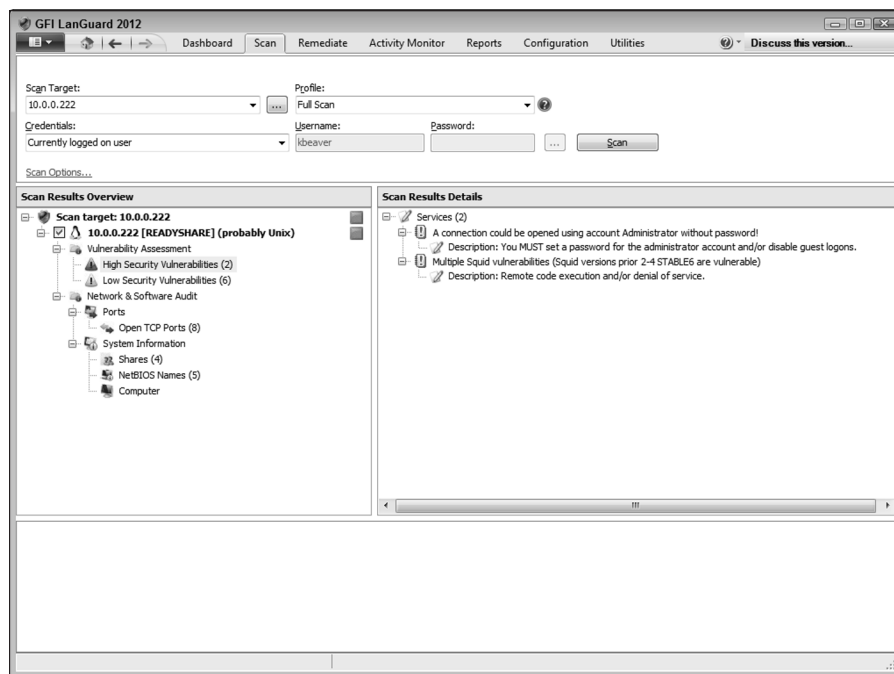 GFI LanGuard 2012
Dashboard Scan Remediate Activity Monitor Reports Configuration Utilities Discuss this version...
Scan Target: Profile:
10.0.0.222 ... Full Scan
Credentials: Username: Password:
Currently logged on user kbeaver ... Scan
Scan Options...
Scan Results Overview
Scan target: 10.0.0.222
10.0.0.222 [READYSHARE] (probably Unix)
Vulnerability Assessment
High Security Vulnerabilities (2)
Low Security Vulnerabilities (6)
Network & Software Audit
Ports
Open TCP Ports (8)
System Information
Shares (4)
NetBIOS Names (5)
Computer
Scan Results Details
Services (2)
A connection could be opened using account Administrator without password!
Description: You MUST set a password for the administrator account and/or disable guest logons.
Multiple Squid vulnerabilities (Squid versions prior 2-4 STABLE6 are vulnerable)
Description: Remote code execution and/or denial of service.